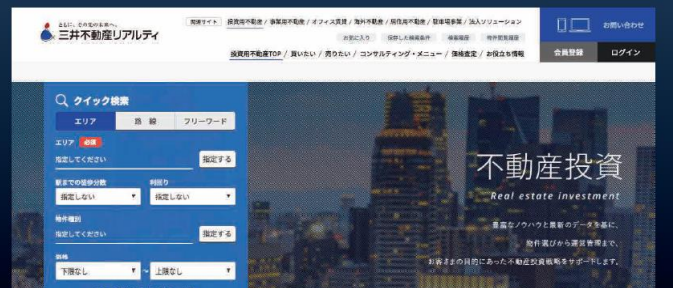 ともに、その先の未来へ。
三井不動産リアルティ
関連サイト 投資用不動産 / 事業用不動産 / オフィス賃貸 / 海外不動産 / 居住用不動産 / 駐車場事業 / 法人ソリューション
お気に入り 保存した検索条件 検索履歴 物件閲覧履歴
投資用不動産TOP / 買いたい / 売りたい / コンサルティング・メニュー / 価格査定 / お役立ち情報
お問い合わせ
会員登録 ログイン
クイック検索
エリア 路線 フリーワード
エリア 必須
指定してください 指定する
駅までの徒歩分数 利回り
指定しない ▼ 指定しない ▼
物件種別
指定してください 指定する
価格
下限なし ▼ ~ 上限なし ▼
不動産投資
Real estate investment
豊富なノウハウと最新のデータを基に、
物件選びから運営管理まで、
お客さまの目的にあった不動産投資戦略をサポートします。